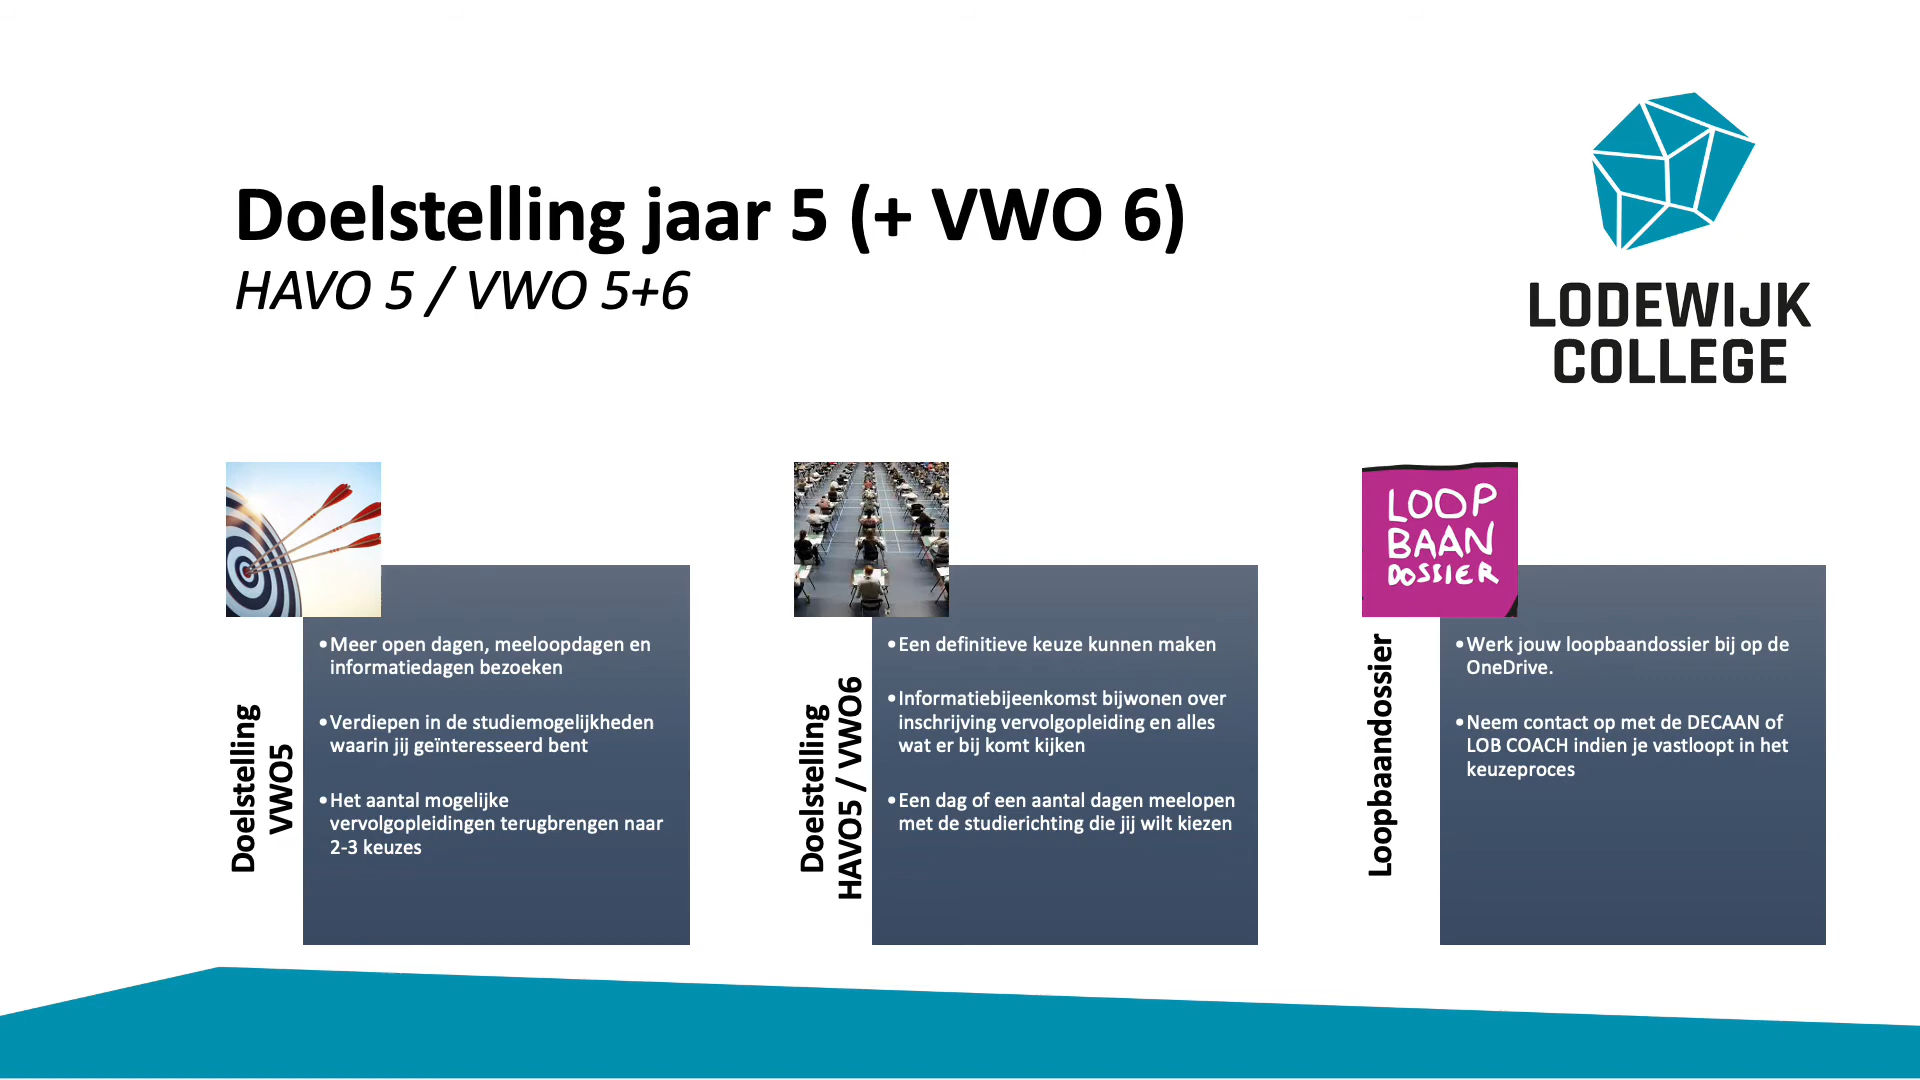 Doelstelling jaar 5 (+ VWO 6)
HAVO 5 / VWO 5+6
LODEWIJK
COLLEGE
Doelstelling
VWO5
•Meer open dagen, meeloopdagen en
informatiedagen bezoeken
•Verdiepen in de studiemogelijkheden
waarin jij geïnteresseerd bent
•Het aantal mogelijke
vervolgopleidingen terugbrengen naar
2-3 keuzes
Doelstelling
HAVO5 / VWO6
•Een definitieve keuze kunnen maken
•Informatiebijeenkomst bijwonen over
inschrijving vervolgopleiding en alles
wat er bij komt kijken
•Een dag of een aantal dagen meelopen
met de studierichting die jij wilt kiezen
LOOP
BAAN
DOSSIER
Loopbaandossier
•Werk jouw loopbaandossier bij op de
OneDrive.
•Neem contact op met de DECAAN of
LOB COACH indien je vastloopt in het
keuzeproces